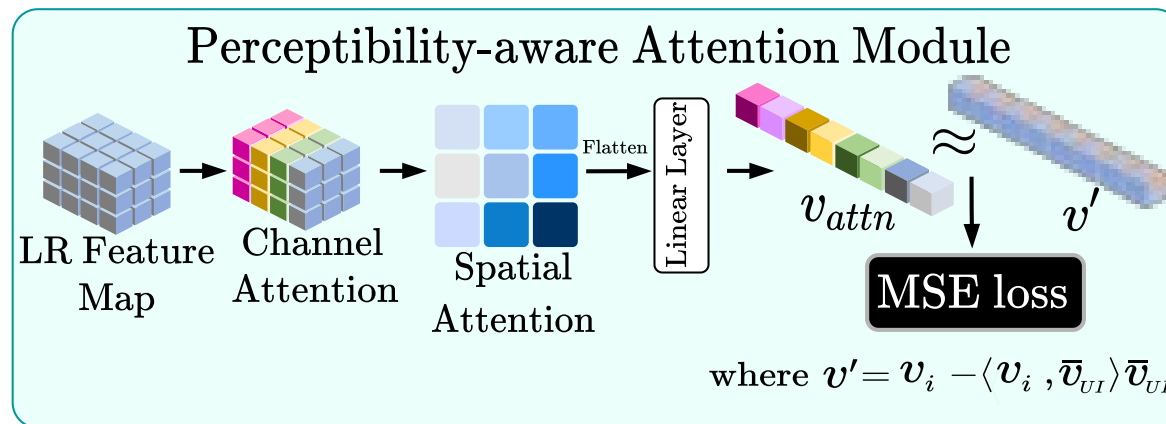 Perceptibility-aware Attention Module
LR Feature
Map
Channel
Attention
Spatial
Attention
Flatten
Linear Layer
v_attn
≈
v′
MSE loss
where v′ = v_i − ⟨v_i , v̅_UI⟩ v̅_UI